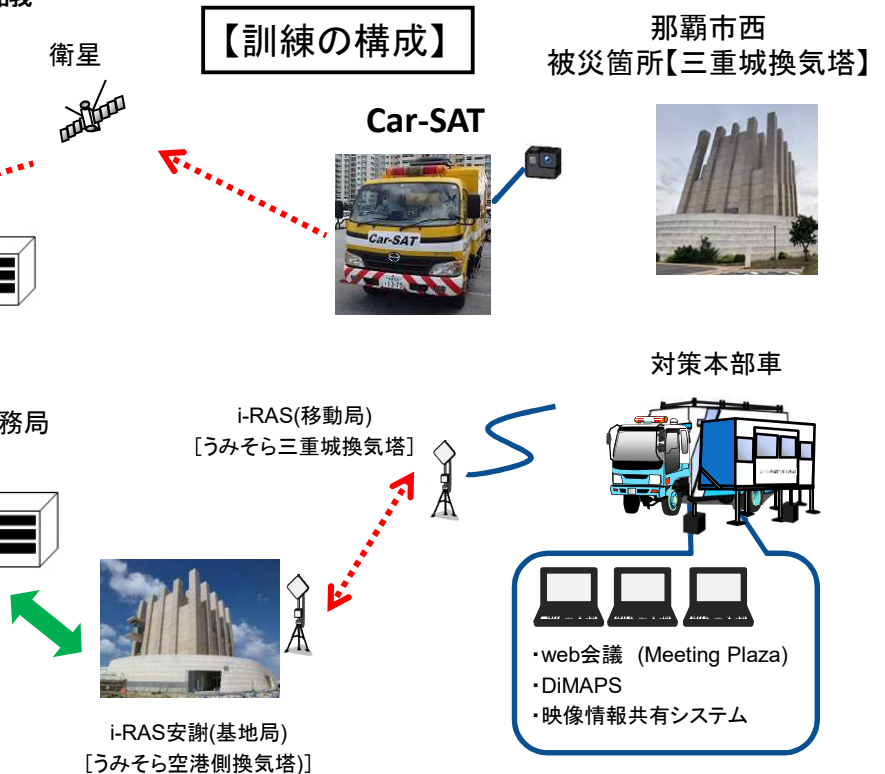 議
【訓練の構成】
衛星
那覇市西
被災箇所【三重城換気塔】
Car-SAT
Car-SAT
務局
i-RAS(移動局)
[うみそら三重城換気塔]
対策本部車
・web会議 (Meeting Plaza)
・DiMAPS
・映像情報共有システム
i-RAS安謝(基地局)
[うみそら空港側換気塔)]